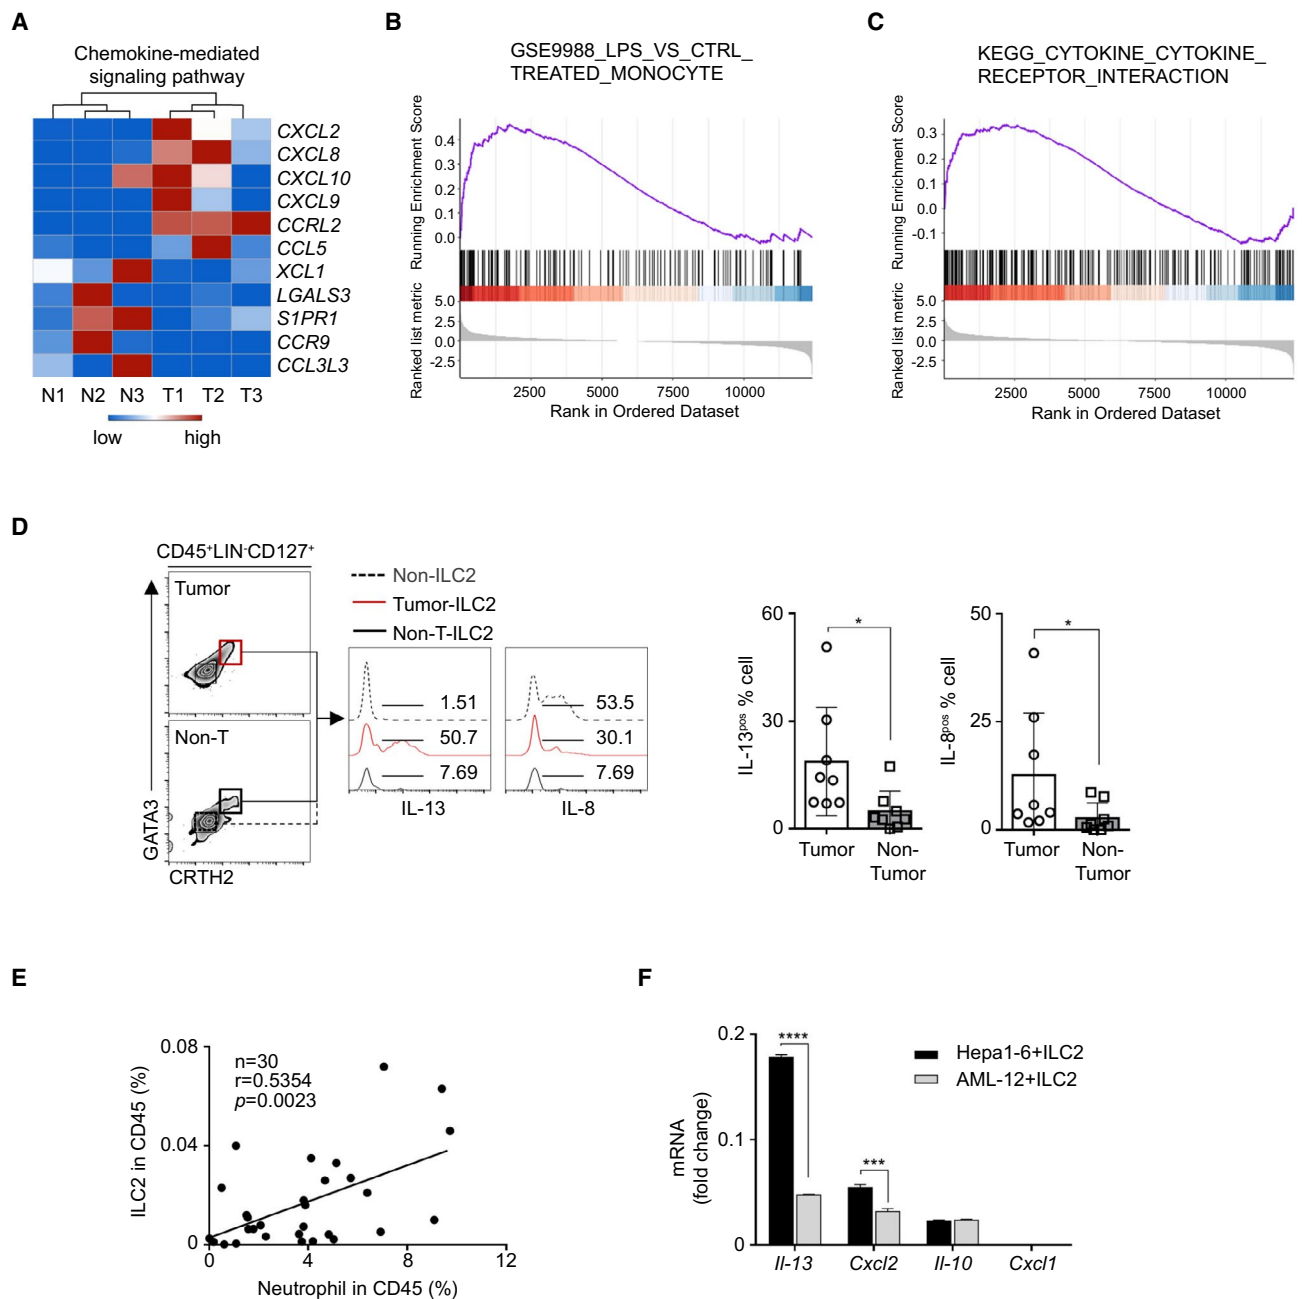 A
Chemokine-mediated
signaling pathway
CXCL2
CXCL8
CXCL10
CXCL9
CCRL2
CCL5
XCL1
LGALS3
S1PR1
CCR9
CCL3L3
N1 N2 N3 T1 T2 T3
low high
B
GSE9988_LPS_VS_CTRL_
TREATED_MONOCYTE
Running Enrichment Score
0.4
0.3
0.2
0.1
0.0
Ranked list metric
5.0
2.5
0.0
-2.5
2500 5000 7500 10000
Rank in Ordered Dataset
C
KEGG_CYTOKINE_CYTOKINE_
RECEPTOR_INTERACTION
Running Enrichment Score
0.3
0.2
0.1
0.0
-0.1
Ranked list metric
5.0
2.5
0.0
-2.5
2500 5000 7500 10000
Rank in Ordered Dataset
D
CD45⁺LIN⁻CD127⁺
Tumor
Non-T
GATA3
CRTH2
Non-ILC2
Tumor-ILC2
Non-T-ILC2
1.51
50.7
7.69
IL-13
53.5
30.1
7.69
IL-8
IL-13ᵖᵒˢ % cell
60
30
0
*
Tumor Non-
Tumor
IL-8ᵖᵒˢ % cell
50
25
0
*
Tumor Non-
Tumor
E
ILC2 in CD45 (%)
0.08
0.04
0
n=30
r=0.5354
p=0.0023
0 4 8 12
Neutrophil in CD45 (%)
F
mRNA
(fold change)
0.2
0.1
0
****
***
Hepa1-6+ILC2
AML-12+ILC2
Il-13 Cxcl2 Il-10 Cxcl1